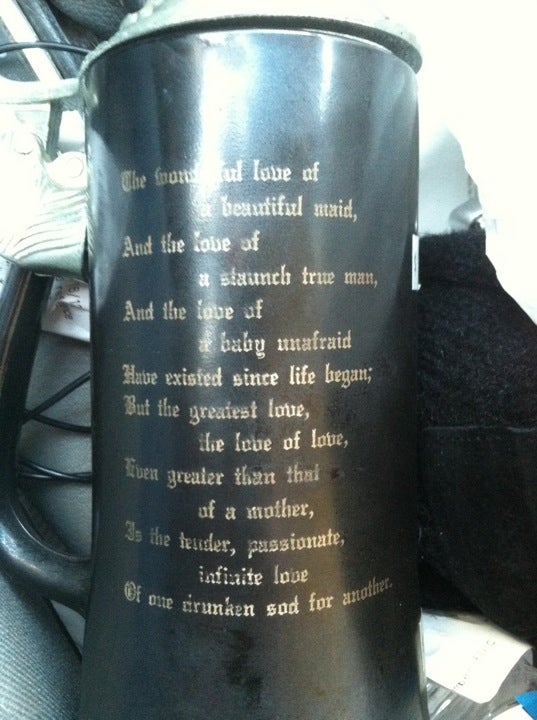 The wonderful love of
a beautiful maid,
And the love of
a staunch true man,
And the love of
a baby unafraid
Have existed since life began;
But the greatest love,
the love of love,
Even greater than that
of a mother,
Is the tender, passionate,
infinite love
Of one drunken sod for another.